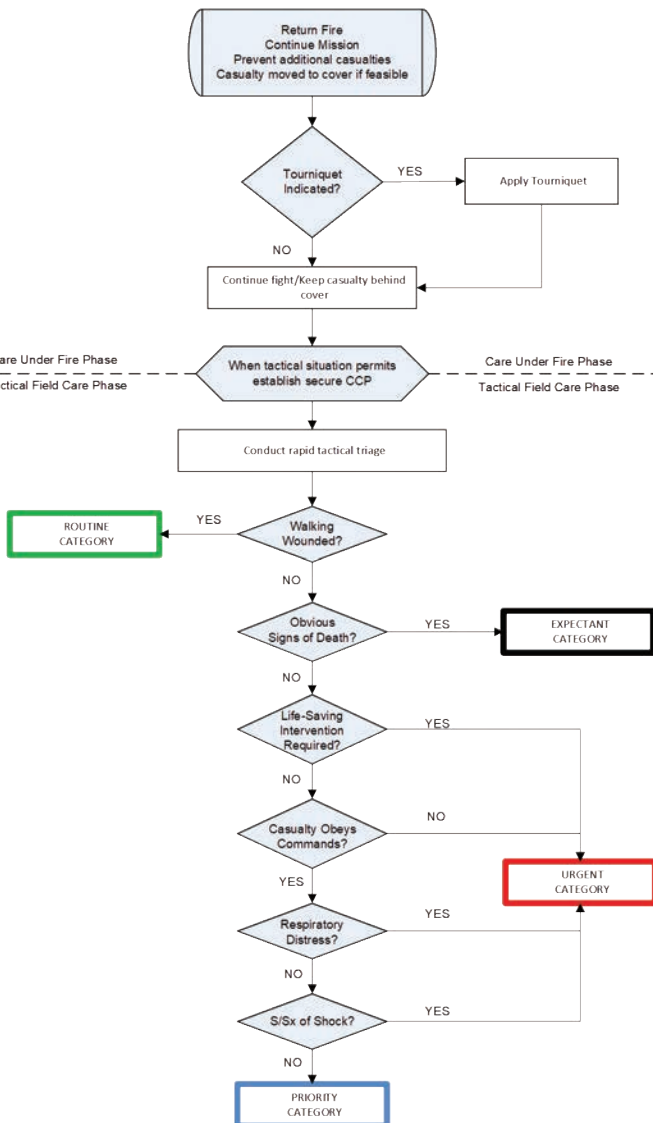 Return Fire
Continue Mission
Prevent additional casualties
Casualty moved to cover if feasible
Tourniquet
Indicated?
YES
Apply Tourniquet
NO
Continue fight/Keep casualty behind
cover
are Under Fire Phase
actical Field Care Phase
When tactical situation permits
establish secure CCP
Care Under Fire Phase
Tactical Field Care Phase
Conduct rapid tactical triage
Walking
Wounded?
YES
ROUTINE
CATEGORY
NO
Obvious
Signs of Death?
YES
EXPECTANT
CATEGORY
NO
Life-Saving
Intervention
Required?
YES
NO
Casualty Obeys
Commands?
NO
URGENT
CATEGORY
YES
Respiratory
Distress?
YES
NO
S/Sx of Shock?
YES
NO
PRIORITY
CATEGORY